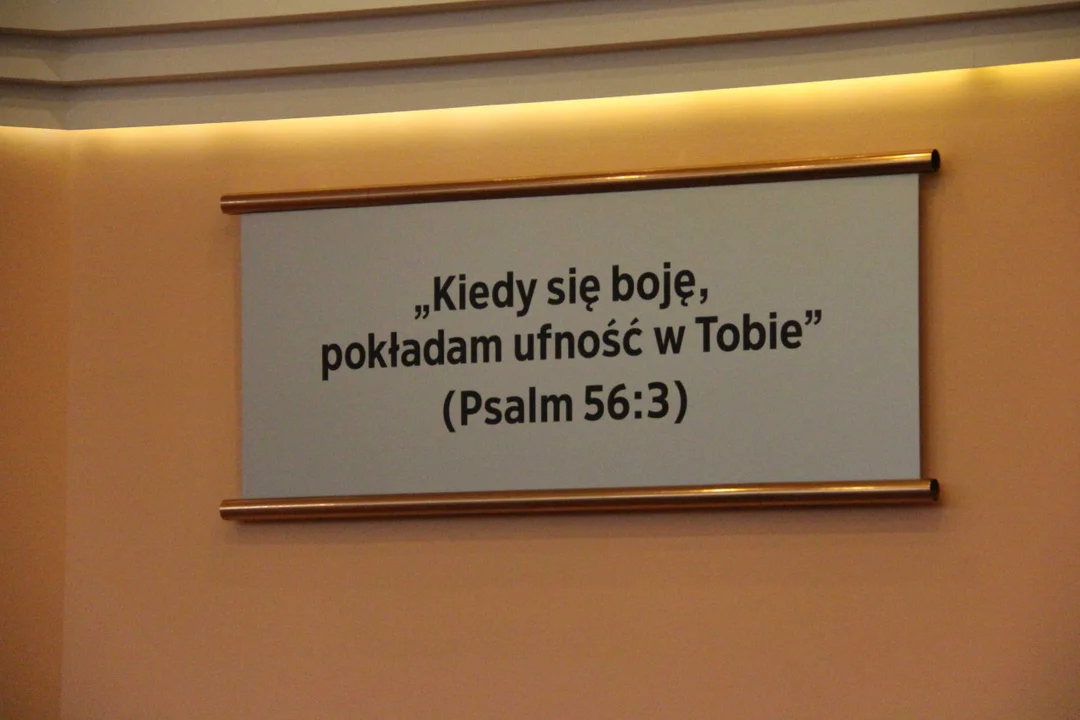 „Kiedy się boję,
pokładam ufność w Tobie”
(Psalm 56:3)